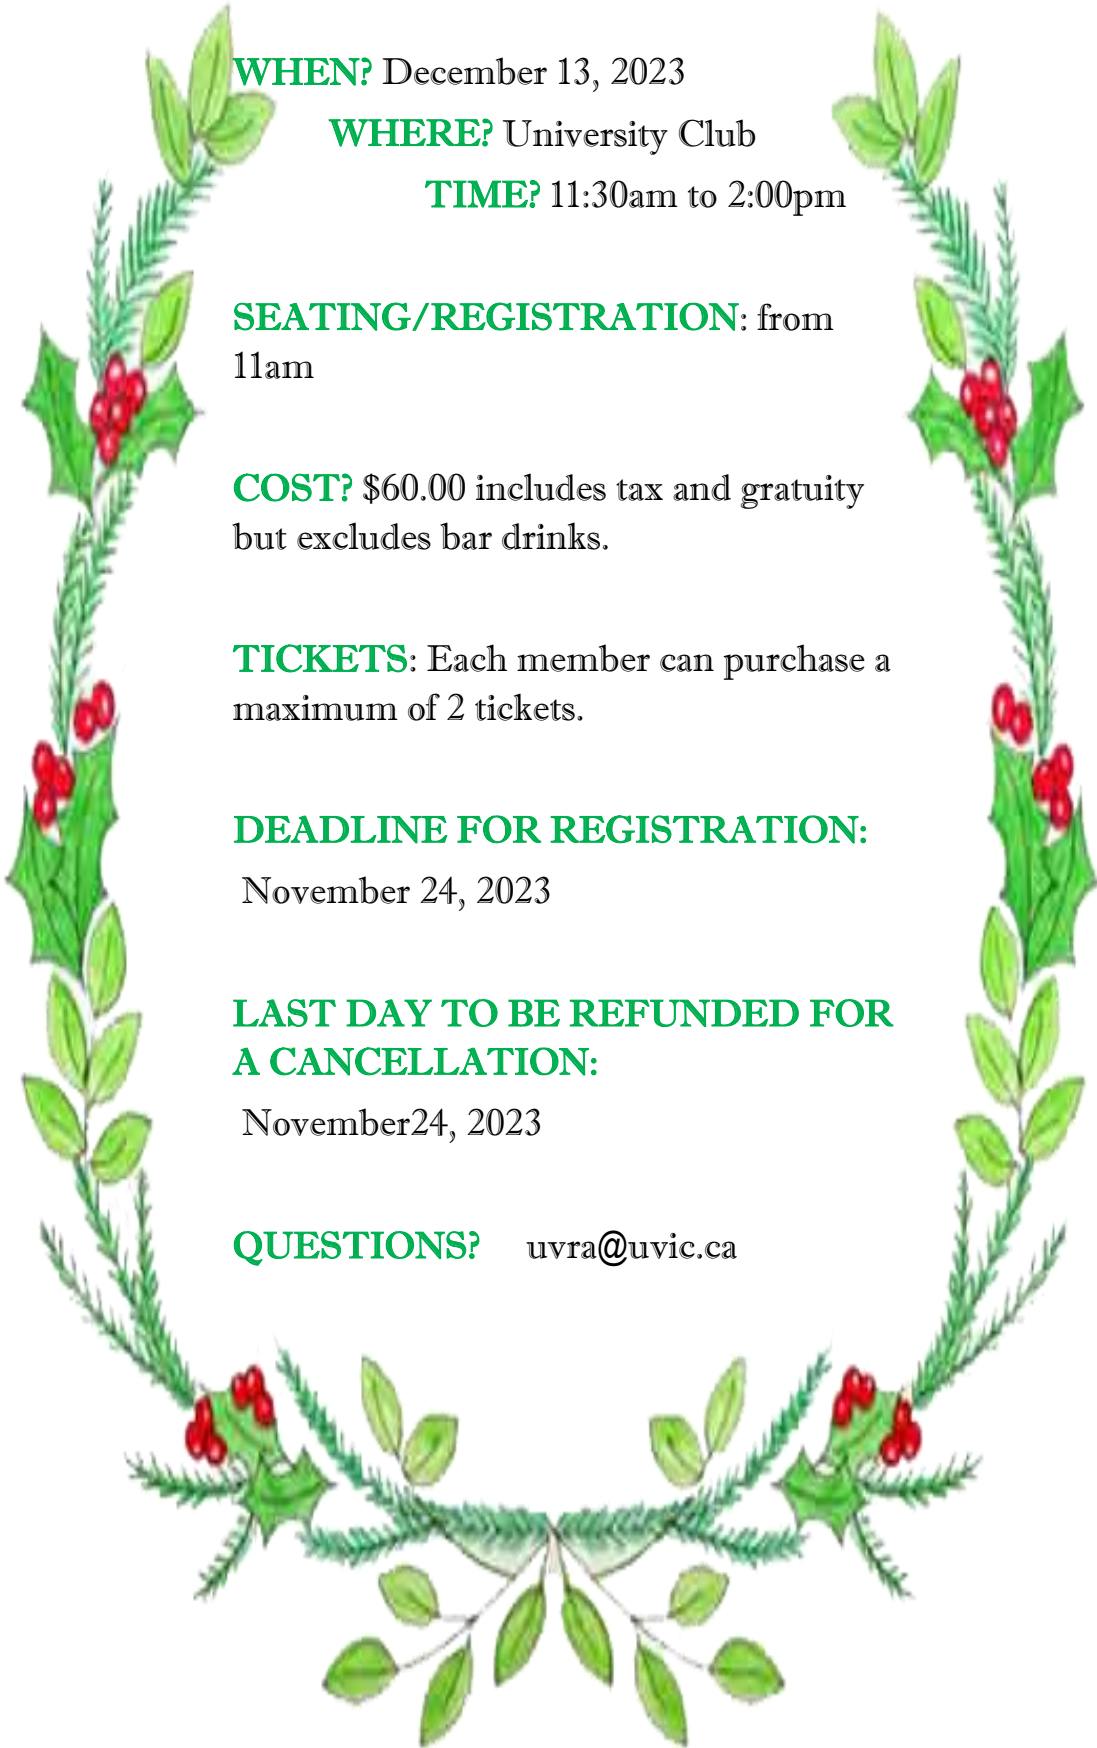 WHEN? December 13, 2023
WHERE? University Club
TIME? 11:30am to 2:00pm
SEATING/REGISTRATION: from
11am
COST? $60.00 includes tax and gratuity
but excludes bar drinks.
TICKETS: Each member can purchase a
maximum of 2 tickets.
DEADLINE FOR REGISTRATION:
November 24, 2023
LAST DAY TO BE REFUNDED FOR
A CANCELLATION:
November24, 2023
QUESTIONS? uvra@uvic.ca